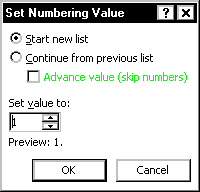 Set Numbering Value ? X
Start new list
Continue from previous list
Advance value (skip numbers)
Set value to:
1
Preview: 1.
OK Cancel